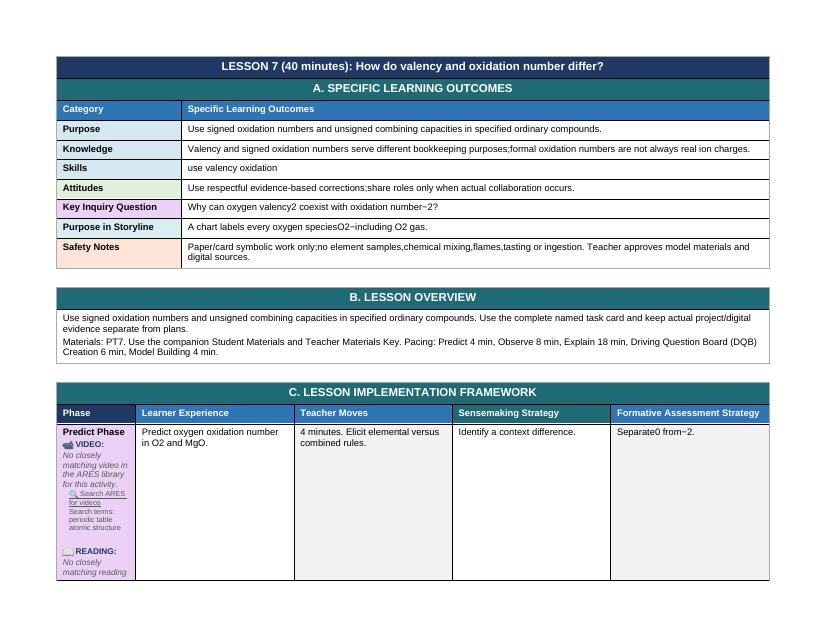 LESSON 7 (40 minutes): How do valency and oxidation number differ?
A. SPECIFIC LEARNING OUTCOMES
Category
Specific Learning Outcomes
Purpose
Use signed oxidation numbers and unsigned combining capacities in specified ordinary compounds.
Knowledge
Valency and signed oxidation numbers serve different bookkeeping purposes;formal oxidation numbers are not always real ion charges.
Skills
use valency oxidation
Attitudes
Use respectful evidence-based corrections;share roles only when actual collaboration occurs.
Key Inquiry Question
Why can oxygen valency2 coexist with oxidation number−2?
Purpose in Storyline
A chart labels every oxygen speciesO2−including O2 gas.
Safety Notes
Paper/card symbolic work only;no element samples,chemical mixing,flames,tasting or ingestion. Teacher approves model materials and
digital sources.
B. LESSON OVERVIEW
Use signed oxidation numbers and unsigned combining capacities in specified ordinary compounds. Use the complete named task card and keep actual project/digital
evidence separate from plans.
Materials: PT7. Use the companion Student Materials and Teacher Materials Key. Pacing: Predict 4 min, Observe 8 min, Explain 18 min, Driving Question Board (DQB)
Creation 6 min, Model Building 4 min.
C. LESSON IMPLEMENTATION FRAMEWORK
Phase
Learner Experience
Teacher Moves
Sensemaking Strategy
Formative Assessment Strategy
Predict Phase
📹 VIDEO:
No closely
matching video in
the ARES library
for this activity.
🔍 Search ARES
for videos
Search terms:
periodic table
atomic structure
📖 READING:
No closely
matching reading
Predict oxygen oxidation number
in O2 and MgO.
4 minutes. Elicit elemental versus
combined rules.
Identify a context difference.
Separate0 from−2.